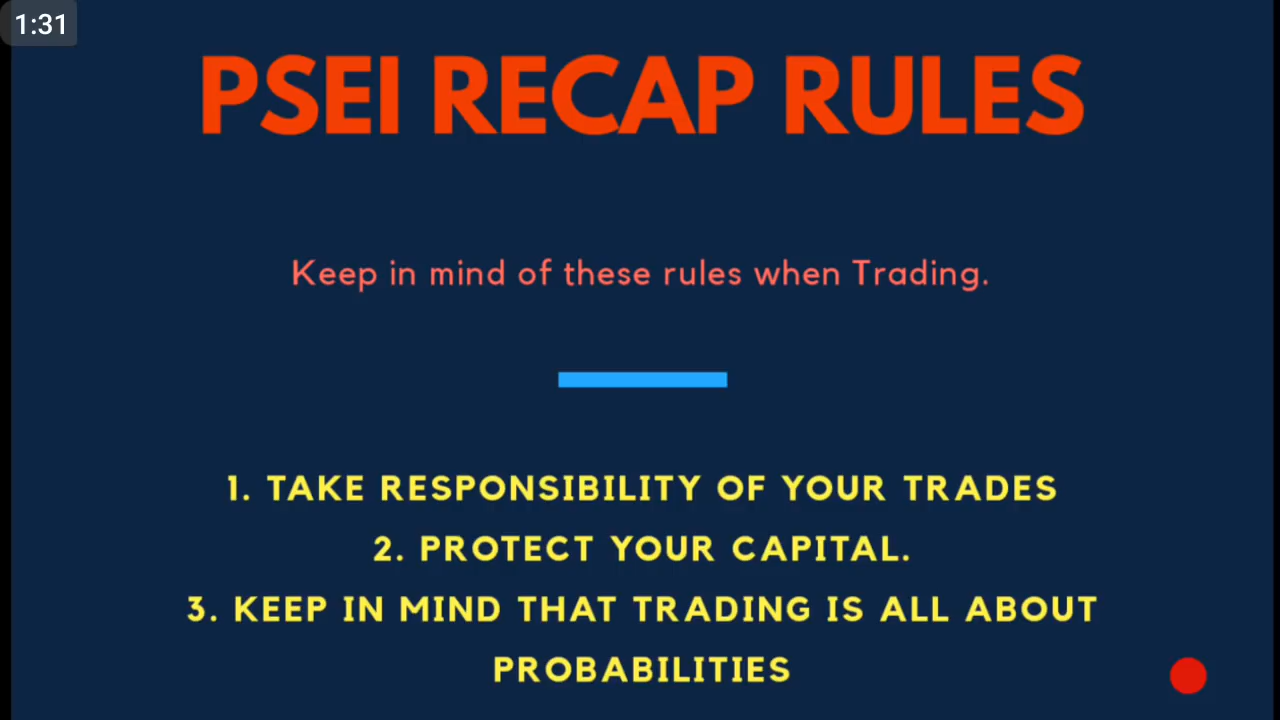 1:31
PSEI RECAP RULES
Keep in mind of these rules when Trading.
1. TAKE RESPONSIBILITY OF YOUR TRADES
2. PROTECT YOUR CAPITAL.
3. KEEP IN MIND THAT TRADING IS ALL ABOUT
PROBABILITIES